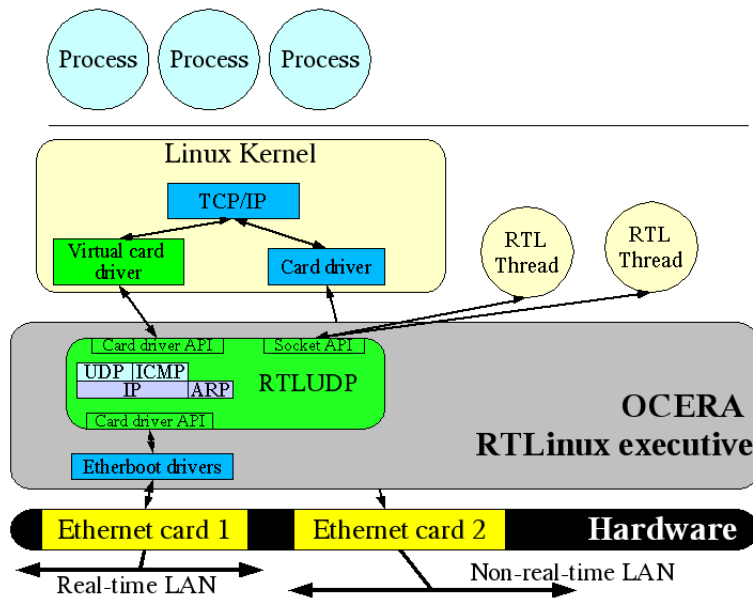 Process
Process
Process
Linux Kernel
TCP/IP
Virtual card
driver
Card driver
RTL
Thread
RTL
Thread
Card driver API
Socket API
UDP
ICMP
IP
ARP
RTLUDP
Card driver API
OCERA
RTLinux executive
Etherboot drivers
Ethernet card 1
Ethernet card 2
Hardware
Real-time LAN
Non-real-time LAN